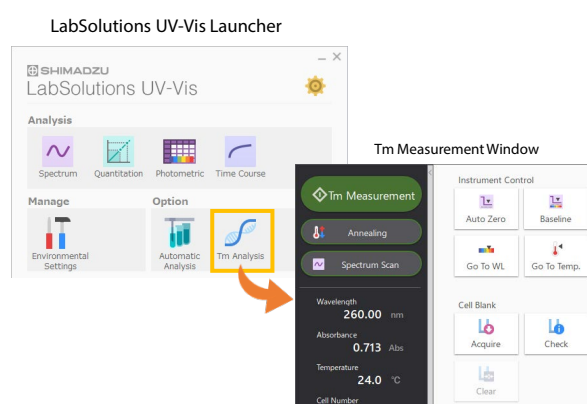 LabSolutions UV-Vis Launcher
SHIMADZU
LabSolutions UV-Vis
Analysis
Spectrum
Quantitation
Photometric
Time Course
Manage
Option
Environmental
Settings
Automatic
Analysis
Tm Analysis
Tm Measurement Window
Tm Measurement
Annealing
Spectrum Scan
Wavelength
260.00 nm
Absorbance
0.713 Abs
Temperature
24.0 °C
Cell Number
Instrument Control
Auto Zero
Baseline
Go To WL
Go To Temp.
Cell Blank
Acquire
Check
Clear